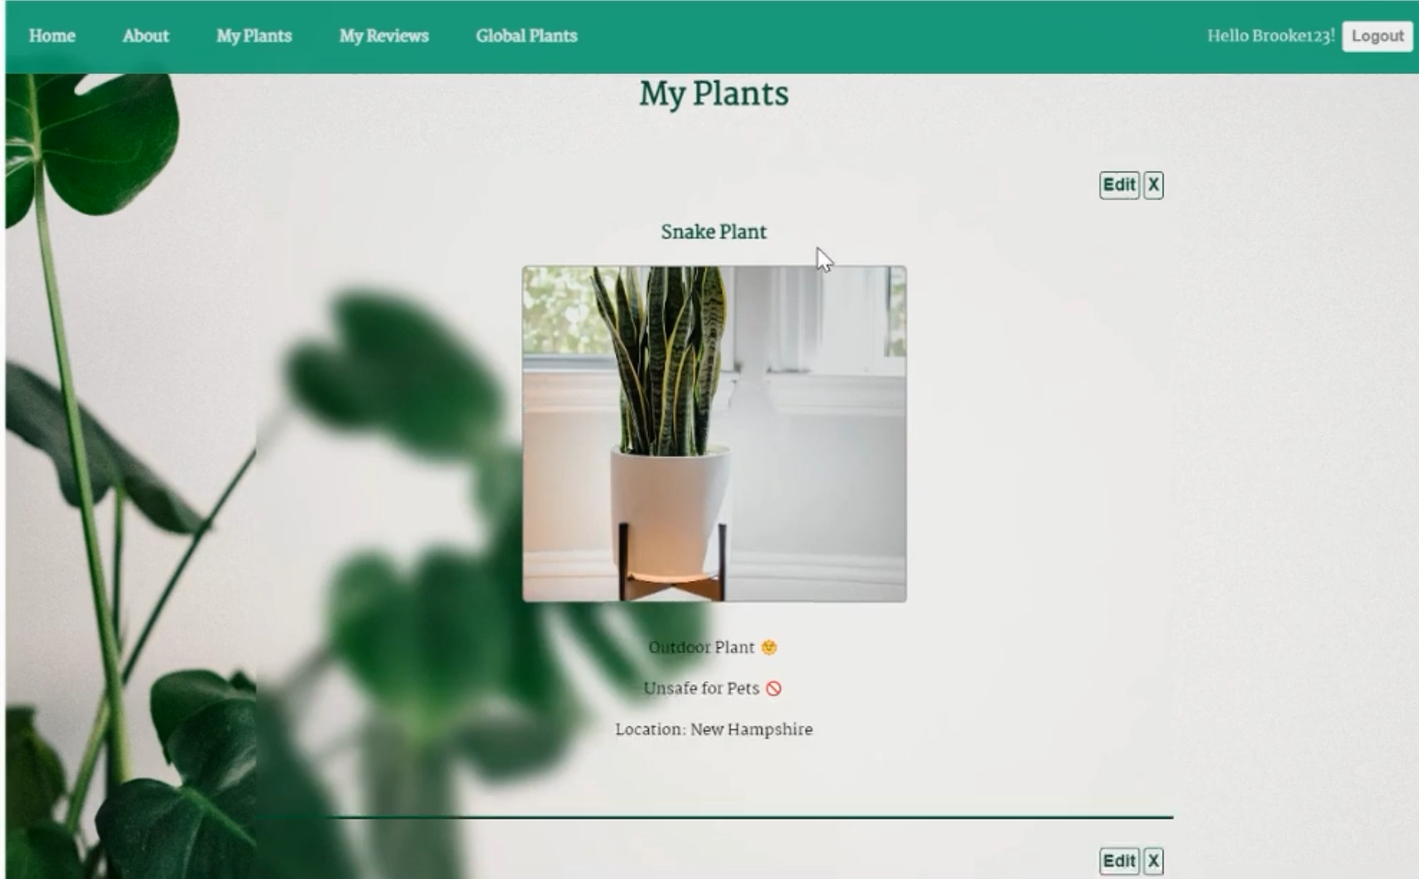 Home About My Plants My Reviews Global Plants Hello Brooke123! Logout
My Plants
Edit X
Snake Plant
Outdoor Plant 🌞
Unsafe for Pets 🚫
Location: New Hampshire
Edit X